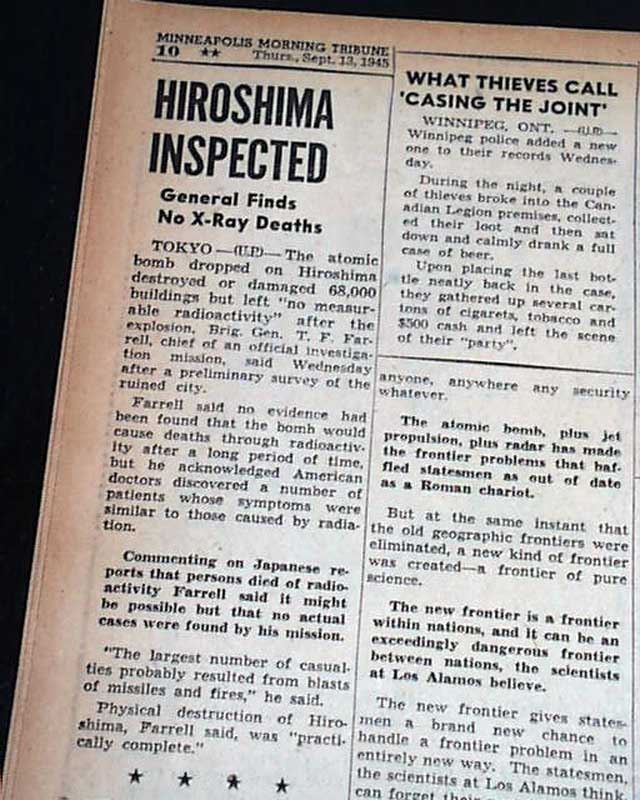 MINNEAPOLIS MORNING TRIBUNE
10 ★★ Thurs., Sept. 13, 1945
HIROSHIMA
INSPECTED
General Finds
No X-Ray Deaths
TOKYO—(U.P.)—The atomic
bomb dropped on Hiroshima
destroyed or damaged 68,000
buildings but left "no measur-
able radioactivity" after the
explosion, Brig. Gen. T. F. Far-
rell, chief of an official investiga-
tion mission, said Wednesday
after a preliminary survey of the
ruined city.
Farrell said no evidence had
been found that the bomb would
cause deaths through radioactiv-
ity after a long period of time,
but he acknowledged American
doctors discovered a number of
patients whose symptoms were
similar to those caused by radia-
tion.
Commenting on Japanese re-
ports that persons died of radio-
activity Farrell said it might
be possible but that no actual
cases were found by his mission.
"The largest number of casual-
ties probably resulted from blasts
of missiles and fires," he said.
Physical destruction of Hiro-
shima, Farrell said, was "practi-
cally complete."
★ ★ ★ ★
WHAT THIEVES CALL
'CASING THE JOINT'
WINNIPEG, ONT. —(U.P.)—
Winnipeg police added a new
one to their records Wednes-
day.
During the night, a couple
of thieves broke into the Can-
adian Legion premises, collect-
ed their loot and then sat
down and calmly drank a full
case of beer.
Upon placing the last bot-
tle neatly back in the case,
they gathered up several car-
tons of cigarets, tobacco and
$500 cash and left the scene
of their "party".
anyone, anywhere any security
whatever.
The atomic bomb, plus jet
propulsion, plus radar has made
the frontier problems that baf-
fled statesmen as out of date
as a Roman chariot.
But at the same instant that
the old geographic frontiers were
eliminated, a new kind of frontier
was created—a frontier of pure
science.
The new frontier is a frontier
within nations, and it can be an
exceedingly dangerous frontier
between nations, the scientists
at Los Alamos believe.
The new frontier gives states-
men a brand new chance to
handle a frontier problem in an
entirely new way. The statesmen,
the scientists at Los Alamos think,
can forget their